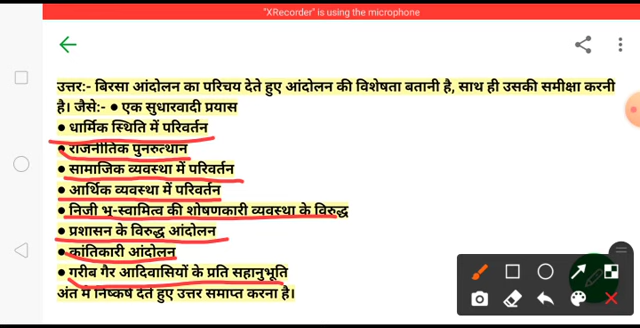 "XRecorder" is using the microphone
उत्तर:- बिरसा आंदोलन का परिचय देते हुए आंदोलन की विशेषता बतानी है, साथ ही उसकी समीक्षा करनी
है। जैसे:- ● एक सुधारवादी प्रयास
● धार्मिक स्थिति में परिवर्तन
● राजनीतिक पुनरुत्थान
● सामाजिक व्यवस्था में परिवर्तन
● आर्थिक व्यवस्था में परिवर्तन
● निजी भू-स्वामित्व की शोषणकारी व्यवस्था के विरुद्ध
● प्रशासन के विरुद्ध आंदोलन
● कांतिकारी आंदोलन
● गरीब गैर आदिवासियों के प्रति सहानुभूति
अंत में निष्कर्ष देते हुए उत्तर समाप्त करना है।